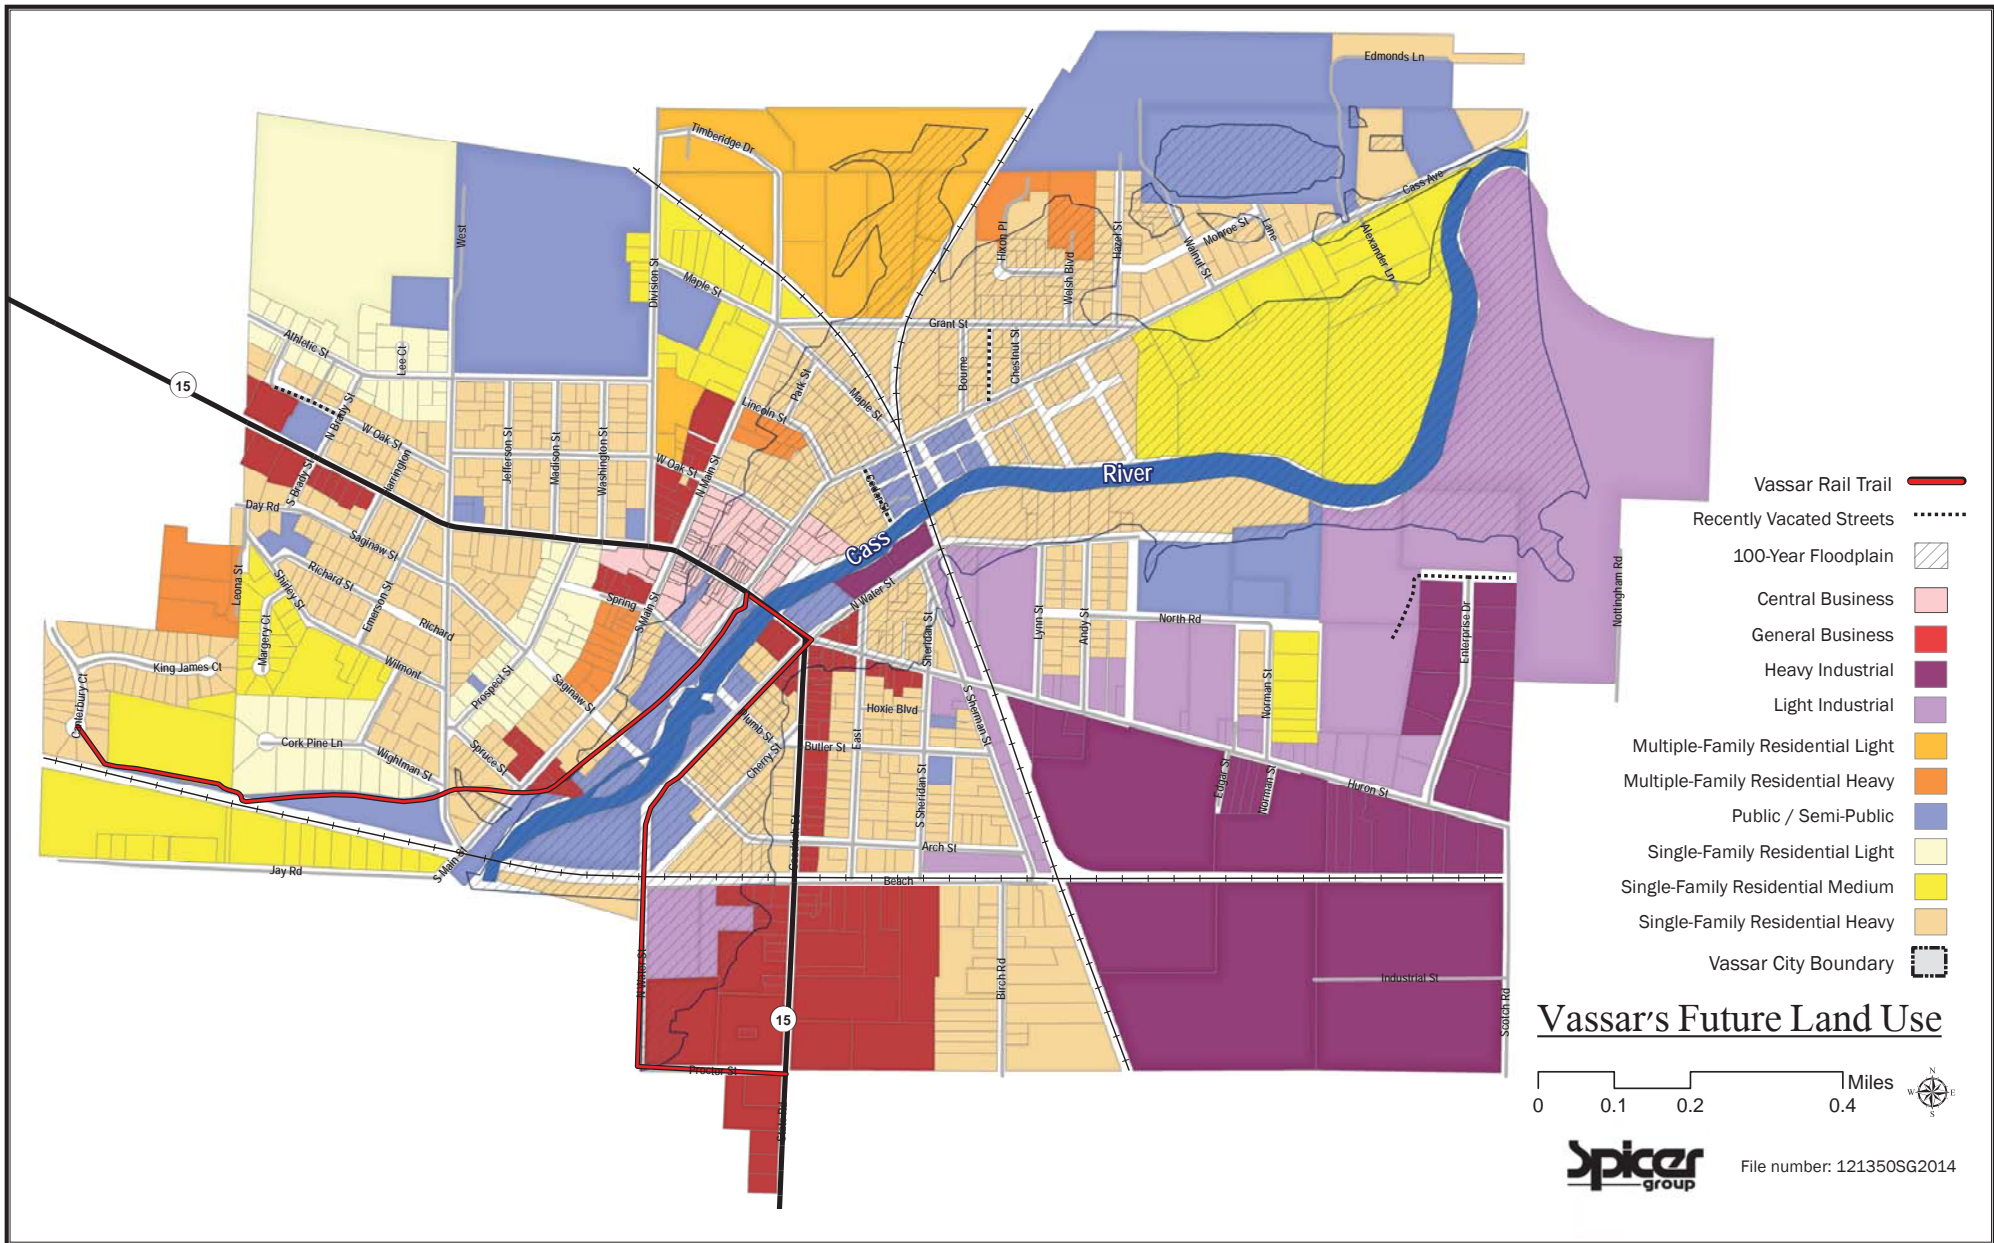 Edmonds Ln
Timberidge Dr
Cass Ave
West
Division St
Maple St
Hixon Pl
Welsh Blvd
Hazel St
Walnut St
Monroe St
Lane
Alexander Ln
Athletic St
Lee Ct
Grant St
Bourne
Chestnut St
15
Park St
Maple St
Lincoln St
N Brady St
W Oak St
Harrington
Jefferson St
Madison St
Washington St
W Oak St
N Main St
Cedar St
River
Cass
S Brady St
Day Rd
Saginaw St
Richard St
Shirley St
Leona St
Emerson St
Margery Ct
Richard
Wilmont
King James Ct
Canterbury Ct
Cork Pine Ln
Wightman St
Prospect St
Saginaw St
Spruce St
Spring
S Main St
N Water St
Sheridan St
Lynn St
Andy St
North Rd
Norman St
Enterprise Dr
Nottingham Rd
Hoxie Blvd
S Sherman St
Plumb St
Cherry St
Butler St
East
S Sheridan St
Edgar St
Norman St
Huron St
Goodrich St
Arch St
Beach
Jay Rd
S Main St
N Water St
Birch Rd
Industrial St
Scotch Rd
15
Proctor St
State Rd
Vassar Rail Trail
Recently Vacated Streets
100-Year Floodplain
Central Business
General Business
Heavy Industrial
Light Industrial
Multiple-Family Residential Light
Multiple-Family Residential Heavy
Public / Semi-Public
Single-Family Residential Light
Single-Family Residential Medium
Single-Family Residential Heavy
Vassar City Boundary
Vassar's Future Land Use
Miles
0 0.1 0.2 0.4
N
W E
S
Spicer
group
File number: 121350SG2014